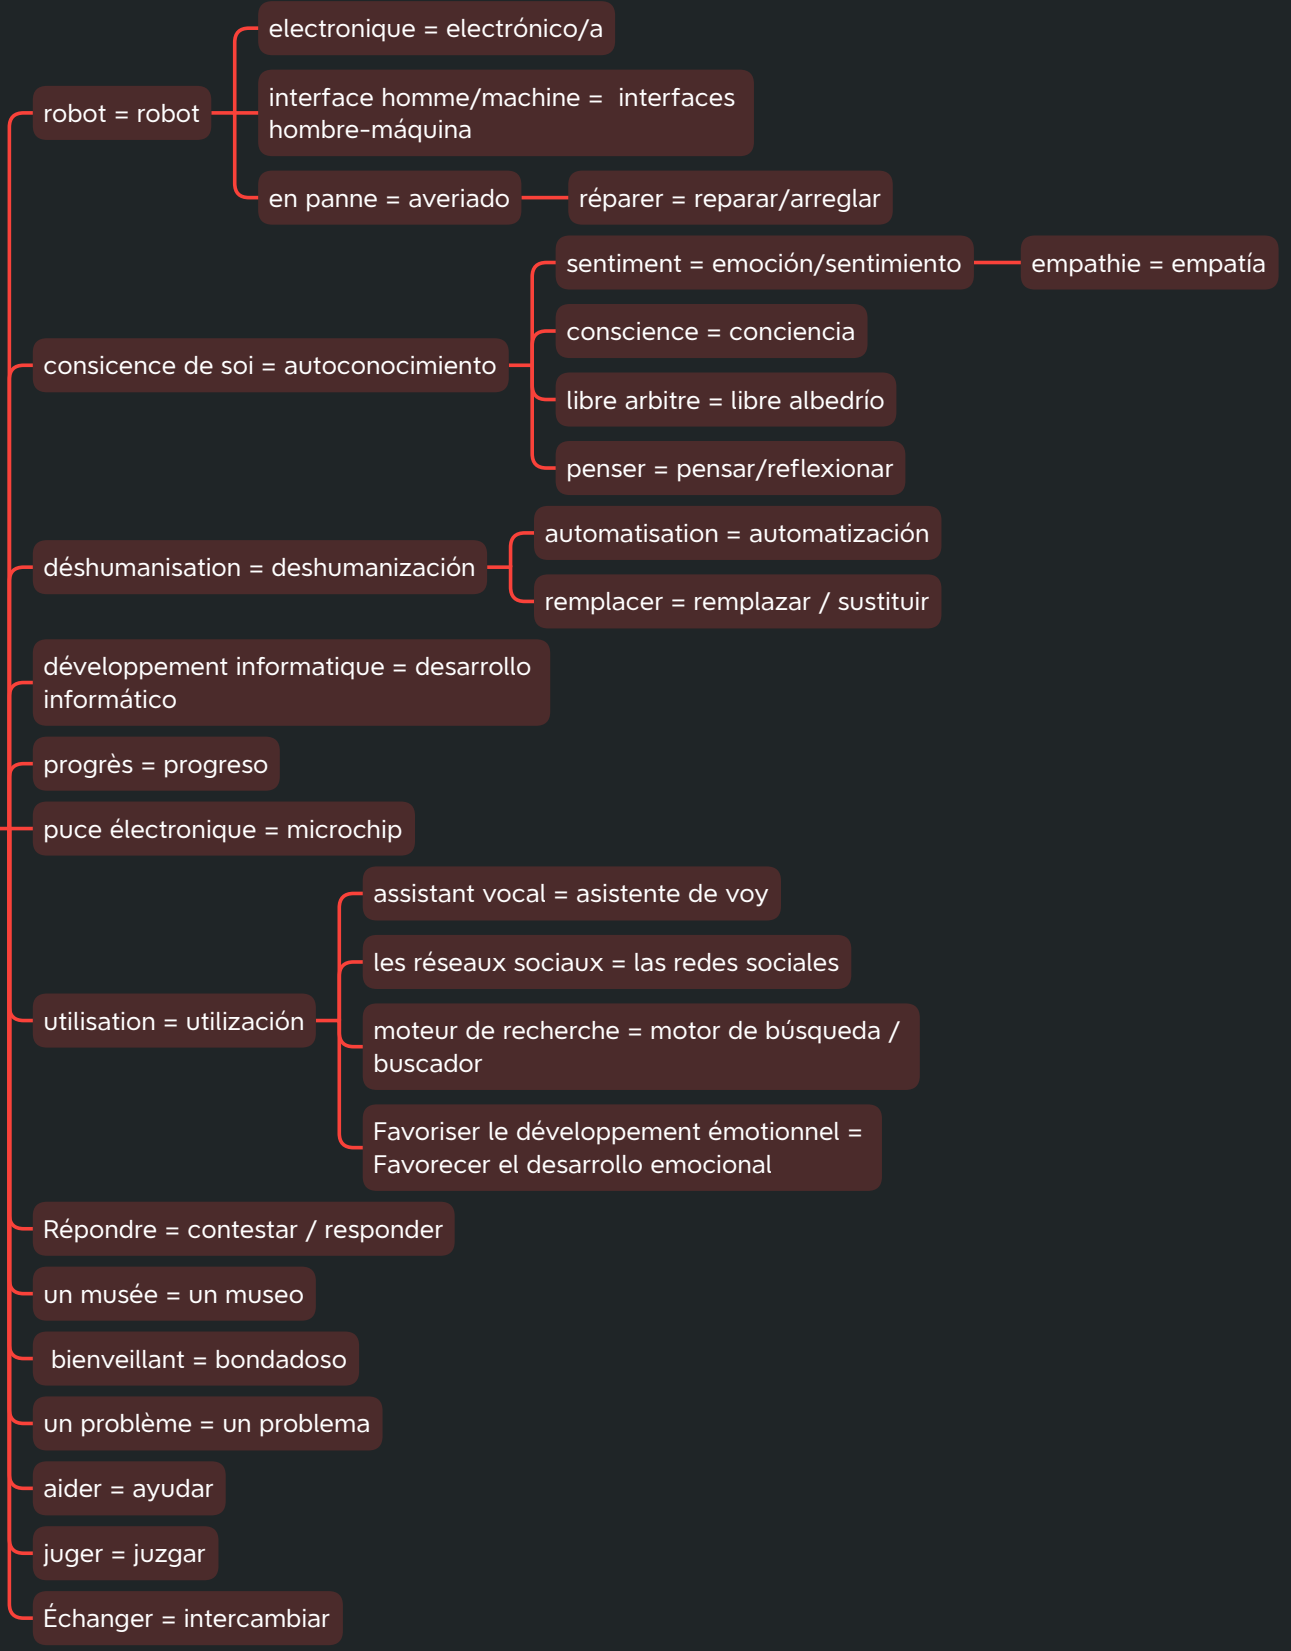 electronique = electrónico/a
interface homme/machine =  interfaces
hombre-máquina
robot = robot
en panne = averiado
réparer = reparar/arreglar
sentiment = emoción/sentimiento
empathie = empatía
conscience = conciencia
consicence de soi = autoconocimiento
libre arbitre = libre albedrío
penser = pensar/reflexionar
automatisation = automatización
déshumanisation = deshumanización
remplacer = remplazar / sustituir
développement informatique = desarrollo
informático
progrès = progreso
puce électronique = microchip
assistant vocal = asistente de voy
les réseaux sociaux = las redes sociales
utilisation = utilización
moteur de recherche = motor de búsqueda /
buscador
Favoriser le développement émotionnel =
Favorecer el desarrollo emocional
Répondre = contestar / responder
un musée = un museo
bienveillant = bondadoso
un problème = un problema
aider = ayudar
juger = juzgar
Échanger = intercambiar